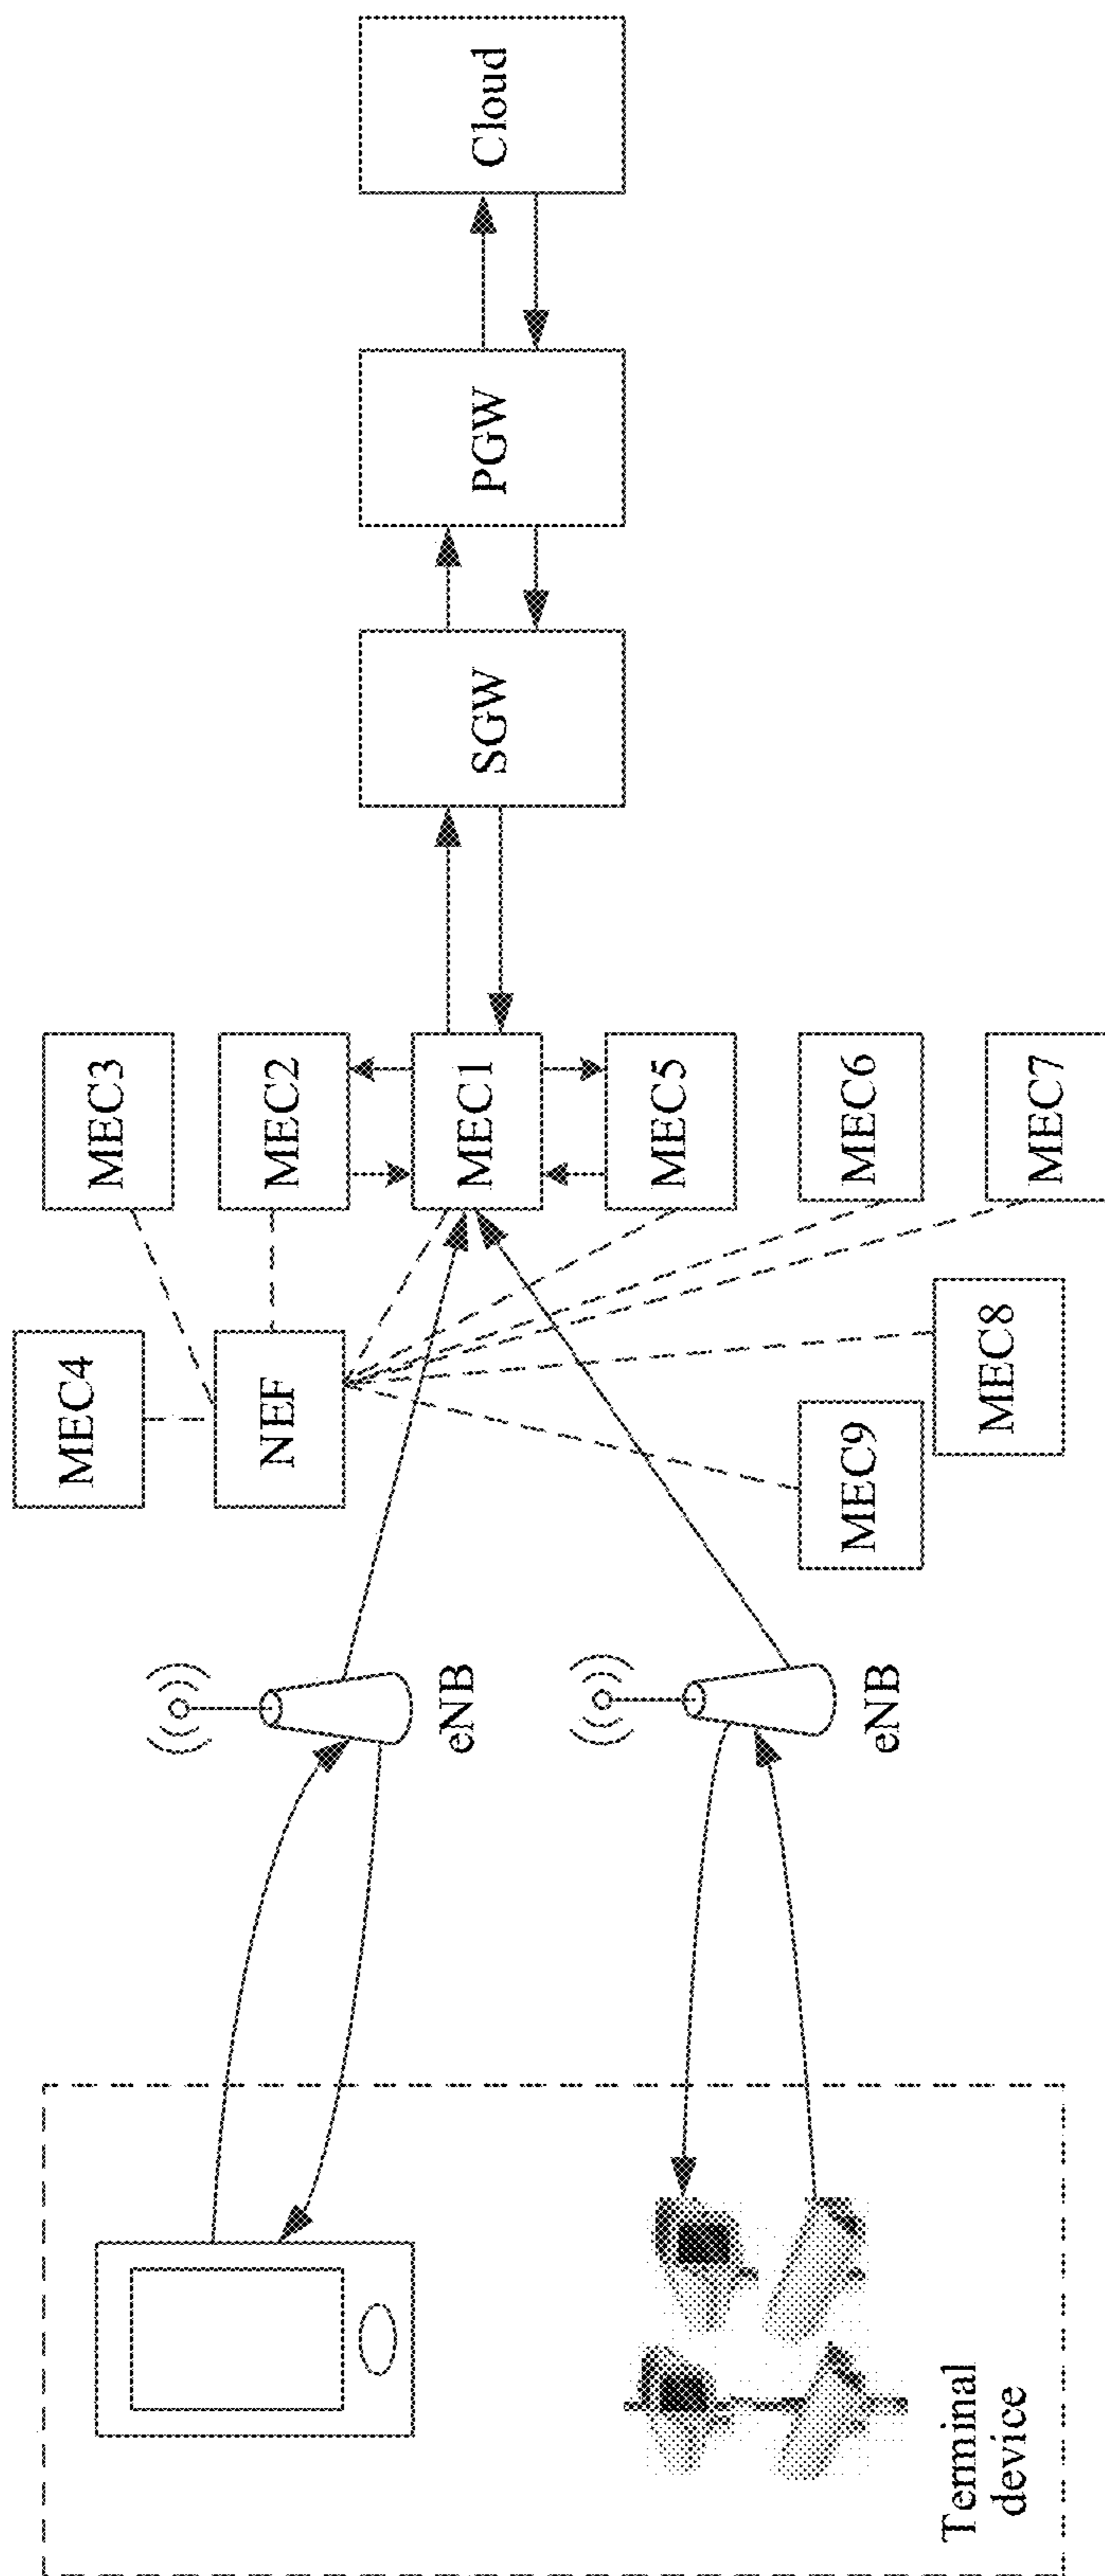 Terminal
device
eNB
eNB
MEC4
NEF
MEC9
MEC8
MEC3
MEC2
MEC1
MEC5
MEC6
MEC7
SGW
PGW
Cloud